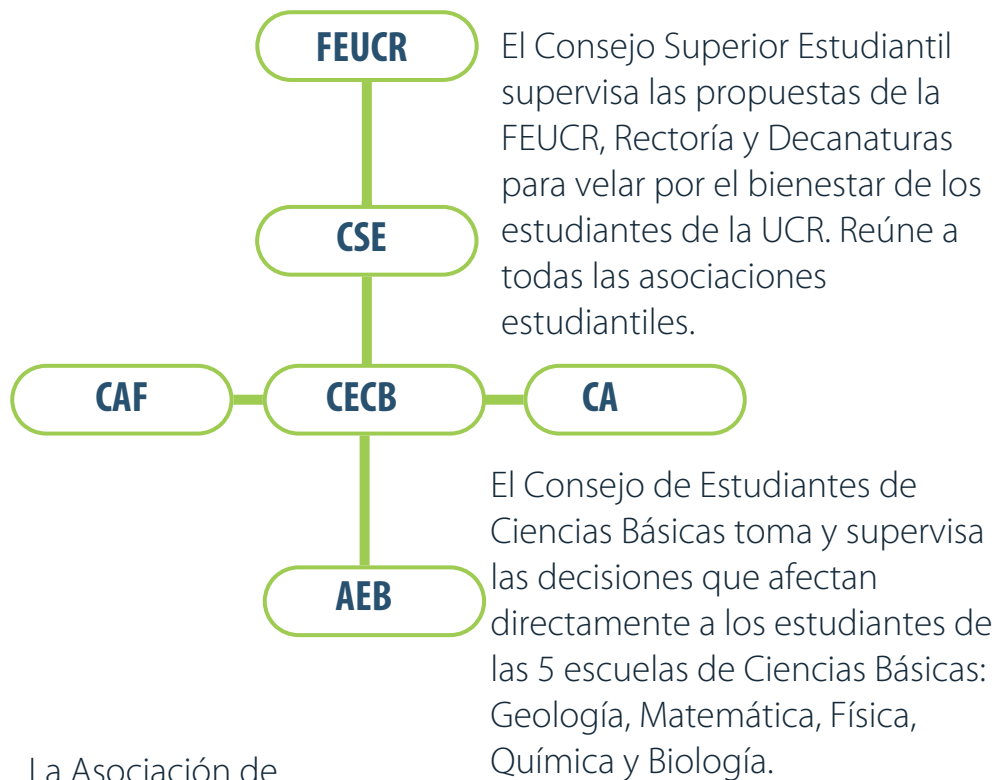 FEUCR
El Consejo Superior Estudiantil
supervisa las propuestas de la
FEUCR, Rectoría y Decanaturas
para velar por el bienestar de los
estudiantes de la UCR. Reúne a
todas las asociaciones
estudiantiles.
CSE
CAF
CECB
CA
El Consejo de Estudiantes de
Ciencias Básicas toma y supervisa
las decisiones que afectan
directamente a los estudiantes de
las 5 escuelas de Ciencias Básicas:
Geología, Matemática, Física,
Química y Biología.
AEB
La Asociación de